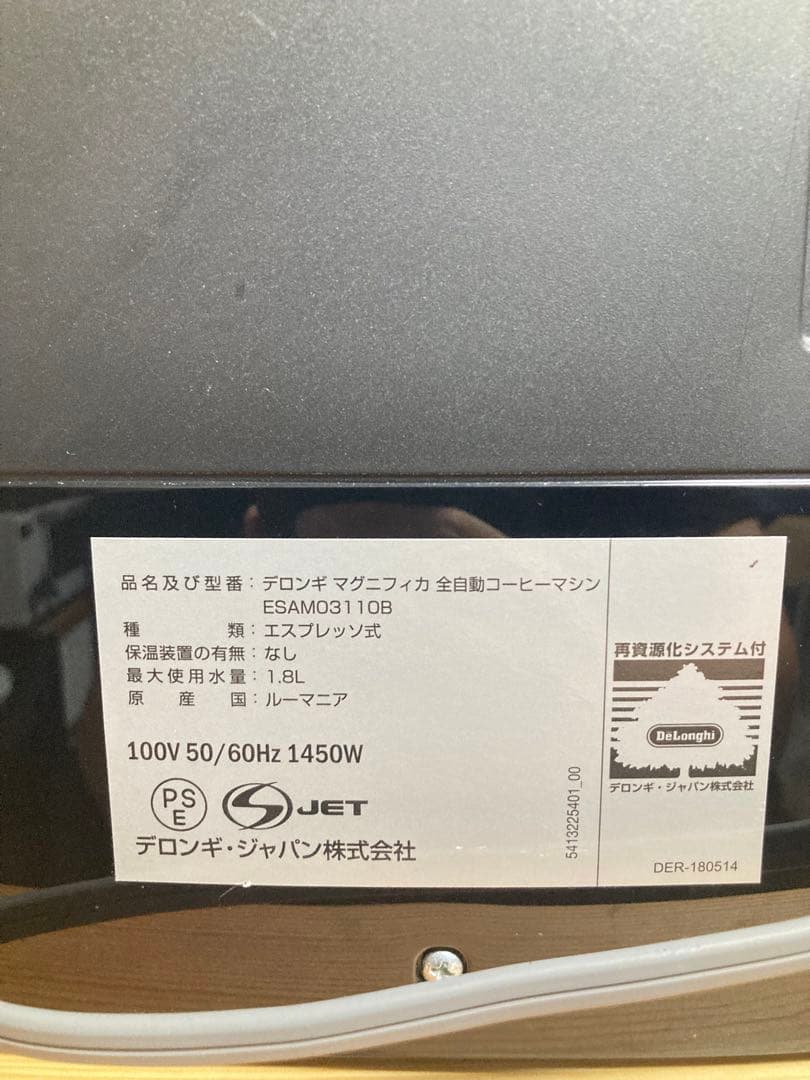 品名及び型番：デロンギ マグニフィカ 全自動コーヒーマシン
ESAM03110B
種類：エスプレッソ式
保温装置の有無：なし
最大使用水量：1.8L
原産国：ルーマニア
100V 50/60Hz 1450W
PS
E
S JET
デロンギ・ジャパン株式会社
5413225401_00
再資源化システム付
DeLonghi
デロンギ・ジャパン株式会社
DER-180514